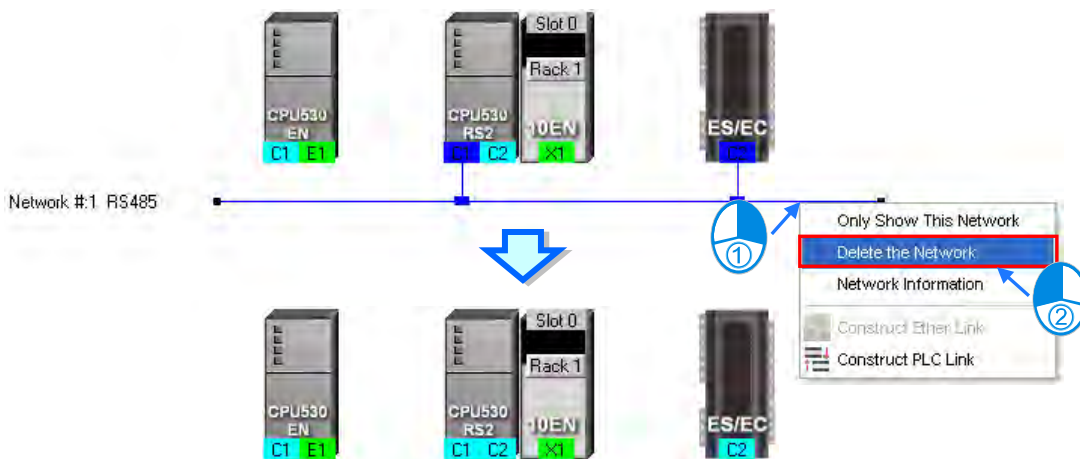 Slot 0
Rack 1
CPU530
EN
C1 E1
CPU530
RS2
C1 C2
10EN
X1
ES/EC
C2
Network #:1 RS485
①
Only Show This Network
Delete the Network
Network Information
Construct Ether Link
Construct PLC Link
②
Slot 0
Rack 1
CPU530
EN
C1 E1
CPU530
RS2
C1 C2
10EN
X1
ES/EC
C2